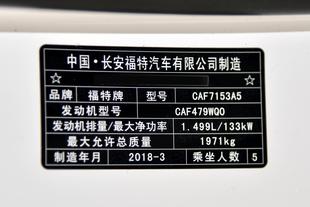 中国·长安福特汽车有限公司制造
品牌 福特牌 型号 CAF7153A5
发动机型号 CAF479WQ0
发动机排量/最大净功率 1.499L/133kW
最大允许总质量 1971kg
制造年月 2018-3 乘坐人数 5